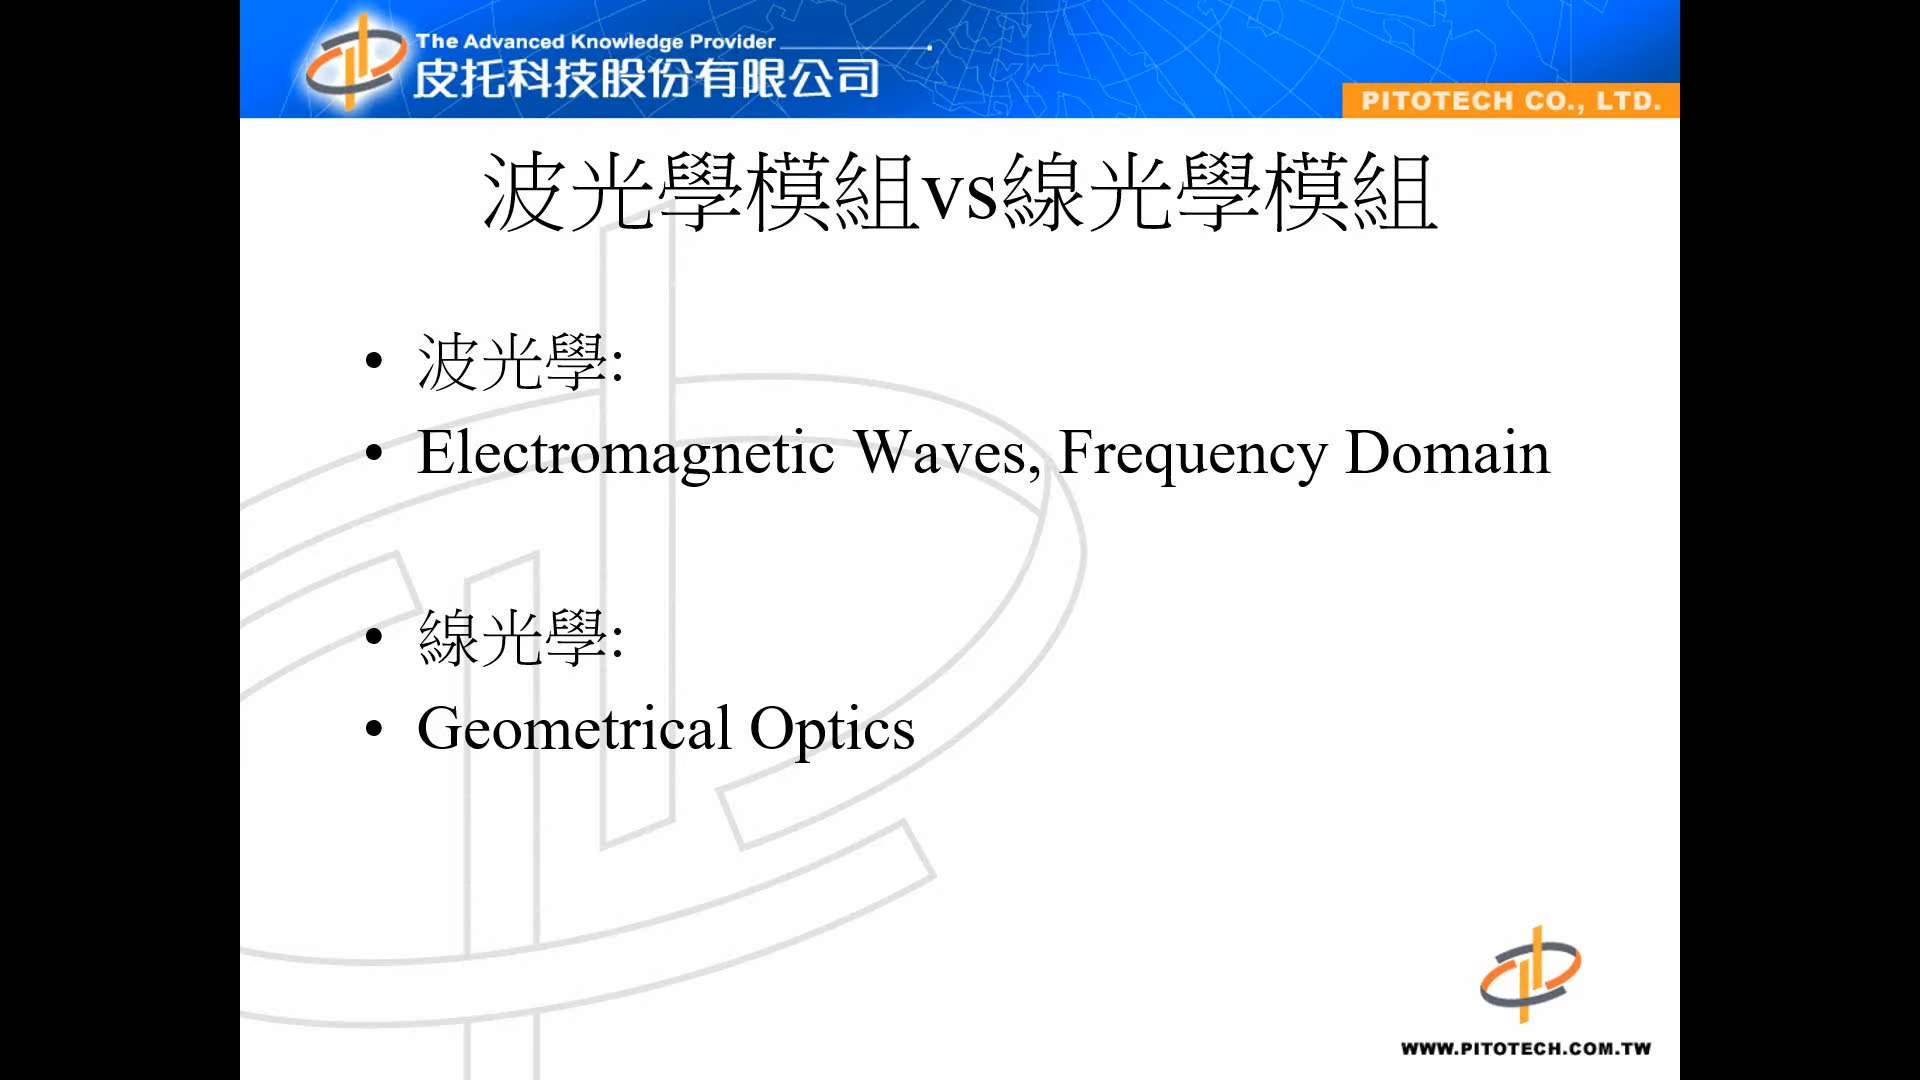 The Advanced Knowledge Provider
皮托科技股份有限公司
PITOTECH CO., LTD.
波光學模組vs線光學模組
• 波光學:
• Electromagnetic Waves, Frequency Domain
• 線光學:
• Geometrical Optics
WWW.PITOTECH.COM.TW